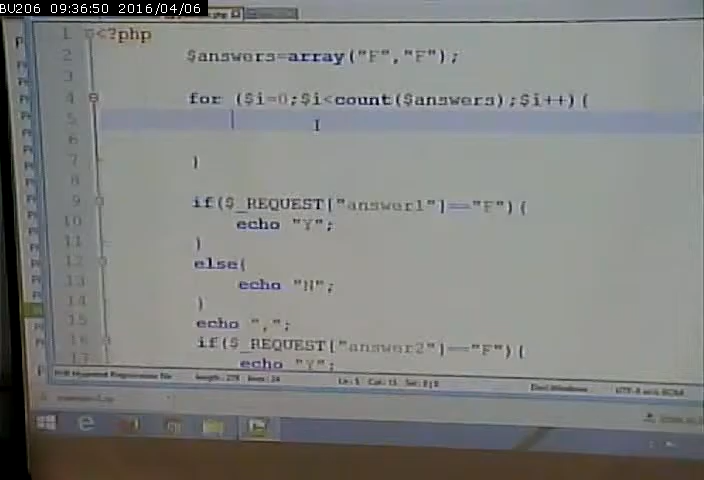 BU206 09:36:50 2016/04/06
1 <?php
2 $answers=array("F","F");
3
4 for ($i=0;$i<count($answers);$i++){
5
6
7 }
8
9 if($_REQUEST["answer1"]=="F"){
10 echo "Y";
11 }
12 else{
13 echo "N";
14 }
15 echo ",";
16 if($_REQUEST["answer2"]=="F"){
17 echo "Y";